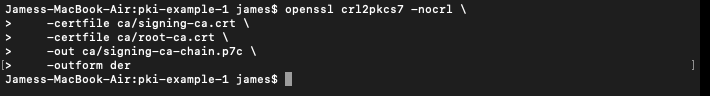 Jamess-MacBook-Air:pki-example-1 james$ openssl crl2pkcs7 -nocrl \
> -certfile ca/signing-ca.crt \
> -certfile ca/root-ca.crt \
> -out ca/signing-ca-chain.p7c \
[> -outform der ]
Jamess-MacBook-Air:pki-example-1 james$